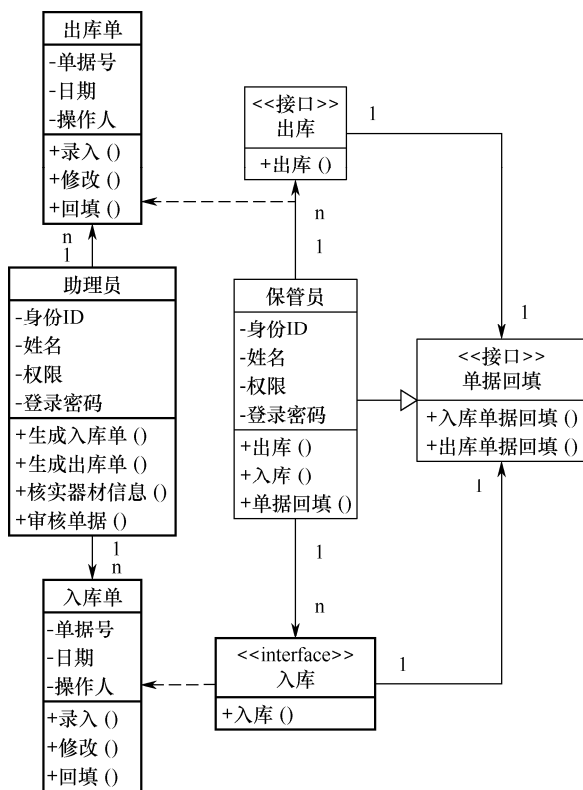 出库单
-单据号
-日期
-操作人
+录入 ()
+修改 ()
+回填 ()
<<接口>>
出库
+出库 ()
1
n
1
n
1
1
助理员
-身份ID
-姓名
-权限
-登录密码
+生成入库单 ()
+生成出库单 ()
+核实器材信息 ()
+审核单据 ()
保管员
-身份ID
-姓名
-权限
-登录密码
+出库 ()
+入库 ()
+单据回填 ()
<<接口>>
单据回填
+入库单据回填 ()
+出库单据回填 ()
1
1
n
1
n
入库单
-单据号
-日期
-操作人
+录入 ()
+修改 ()
+回填 ()
<<interface>>
入库
+入库 ()
1